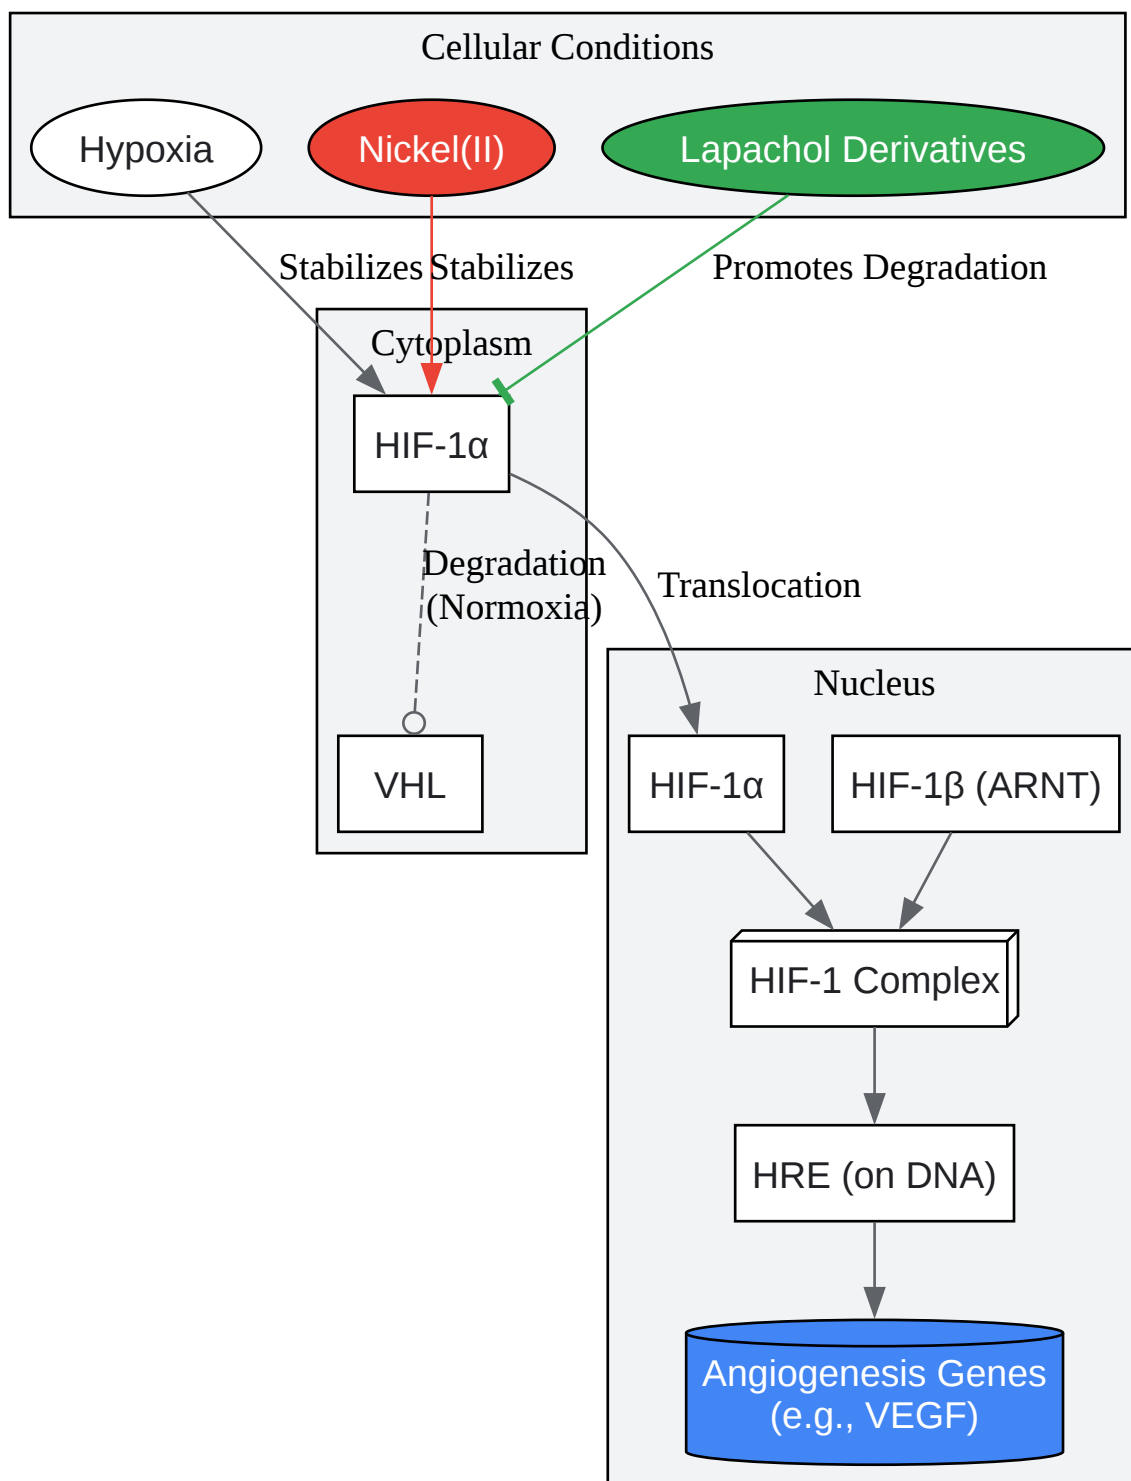 Cellular Conditions
Hypoxia
Nickel(II)
Lapachol Derivatives
Stabilizes
Stabilizes
Promotes Degradation
Cytoplasm
HIF-1α
Degradation
(Normoxia)
Translocation
Nucleus
VHL
HIF-1α
HIF-1β (ARNT)
HIF-1 Complex
HRE (on DNA)
Angiogenesis Genes
(e.g., VEGF)